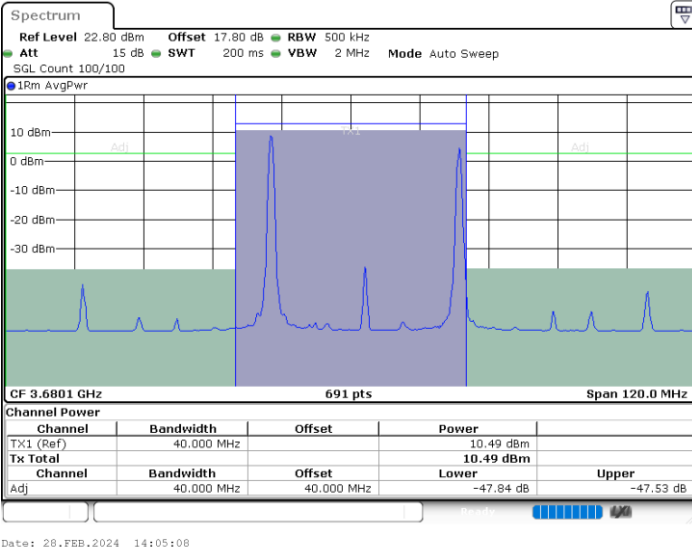 Spectrum
Ref Level 22.80 dBm Offset 17.80 dB RBW 500 kHz
Att 15 dB SWT 200 ms VBW 2 MHz Mode Auto Sweep
SGL Count 100/100
1Rm AvgPwr
TX1
10 dBm
Adj Adj
0 dBm
-10 dBm
-20 dBm
-30 dBm
CF 3.6801 GHz 691 pts Span 120.0 MHz
Channel Power
Channel Bandwidth Offset Power
TX1 (Ref) 40.000 MHz 10.49 dBm
Tx Total 10.49 dBm
Channel Bandwidth Offset Lower Upper
Adj 40.000 MHz 40.000 MHz -47.84 dB -47.53 dB
Ready
Date: 28.FEB.2024 14:05:08